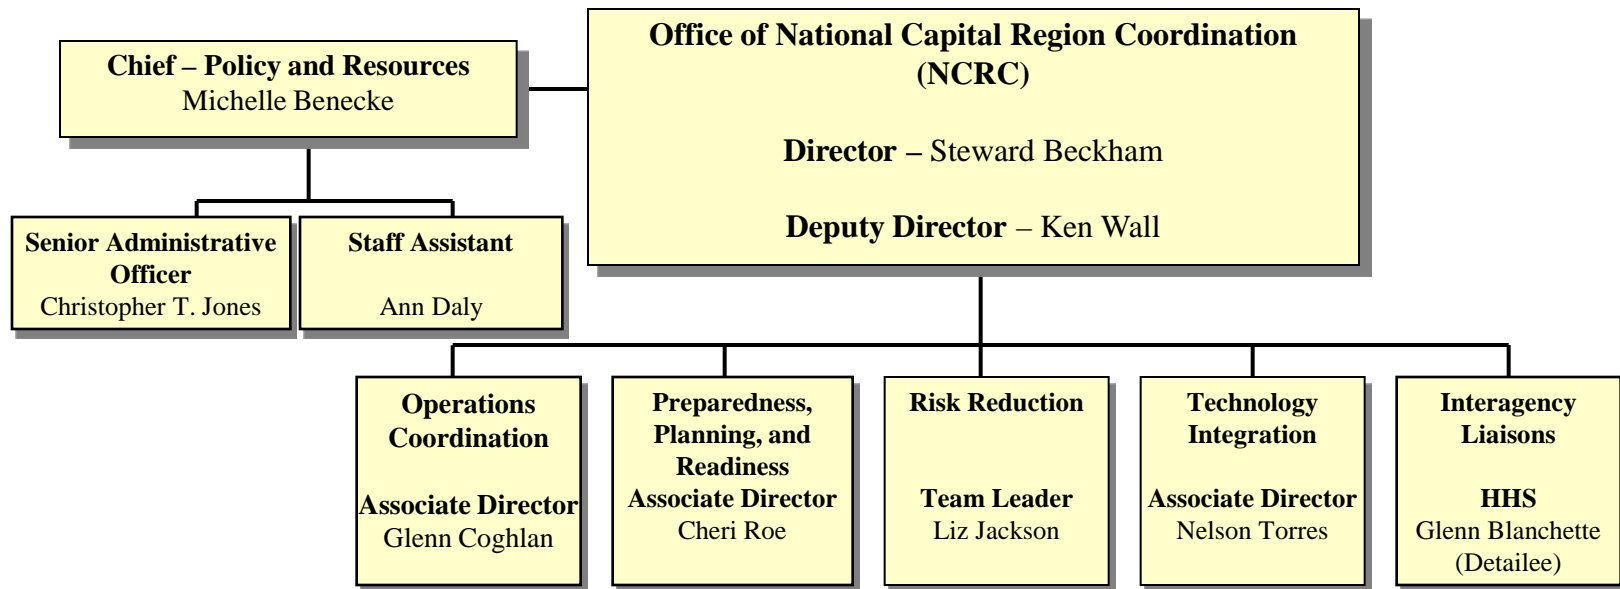 Office of National Capital Region Coordination
(NCRC)
Director – Steward Beckham
Deputy Director – Ken Wall
Chief – Policy and Resources
Michelle Benecke
Senior Administrative
Officer
Christopher T. Jones
Staff Assistant
Ann Daly
Operations
Coordination
Associate Director
Glenn Coghlan
Preparedness,
Planning, and
Readiness
Associate Director
Cheri Roe
Risk Reduction
Team Leader
Liz Jackson
Technology
Integration
Associate Director
Nelson Torres
Interagency
Liaisons
HHS
Glenn Blanchette
(Detailee)